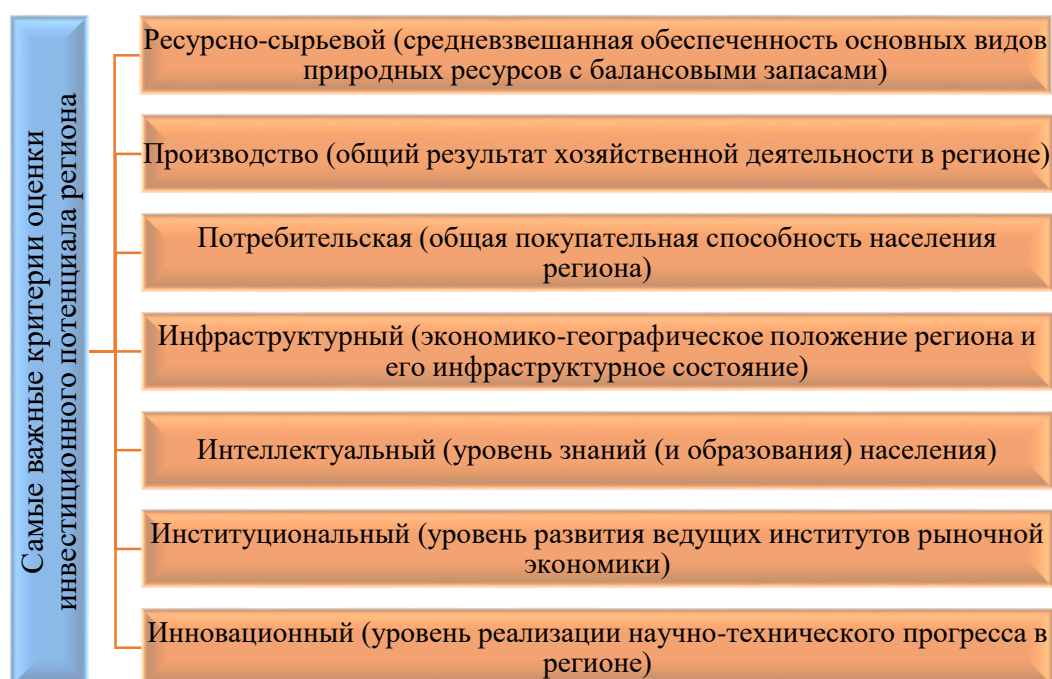 Самые важные критерии оценки
инвестиционного потенциала региона
Ресурсно-сырьевой (средневзвешанная обеспеченность основных видов
природных ресурсов с балансовыми запасами)
Производство (общий результат хозяйственной деятельности в регионе)
Потребительская (общая покупательная способность населения
региона)
Инфраструктурный (экономико-географическое положение региона и
его инфраструктурное состояние)
Интеллектуальный (уровень знаний (и образования) населения)
Институциональный (уровень развития ведущих институтов рыночной
экономики)
Инновационный (уровень реализации научно-технического прогресса в
регионе)